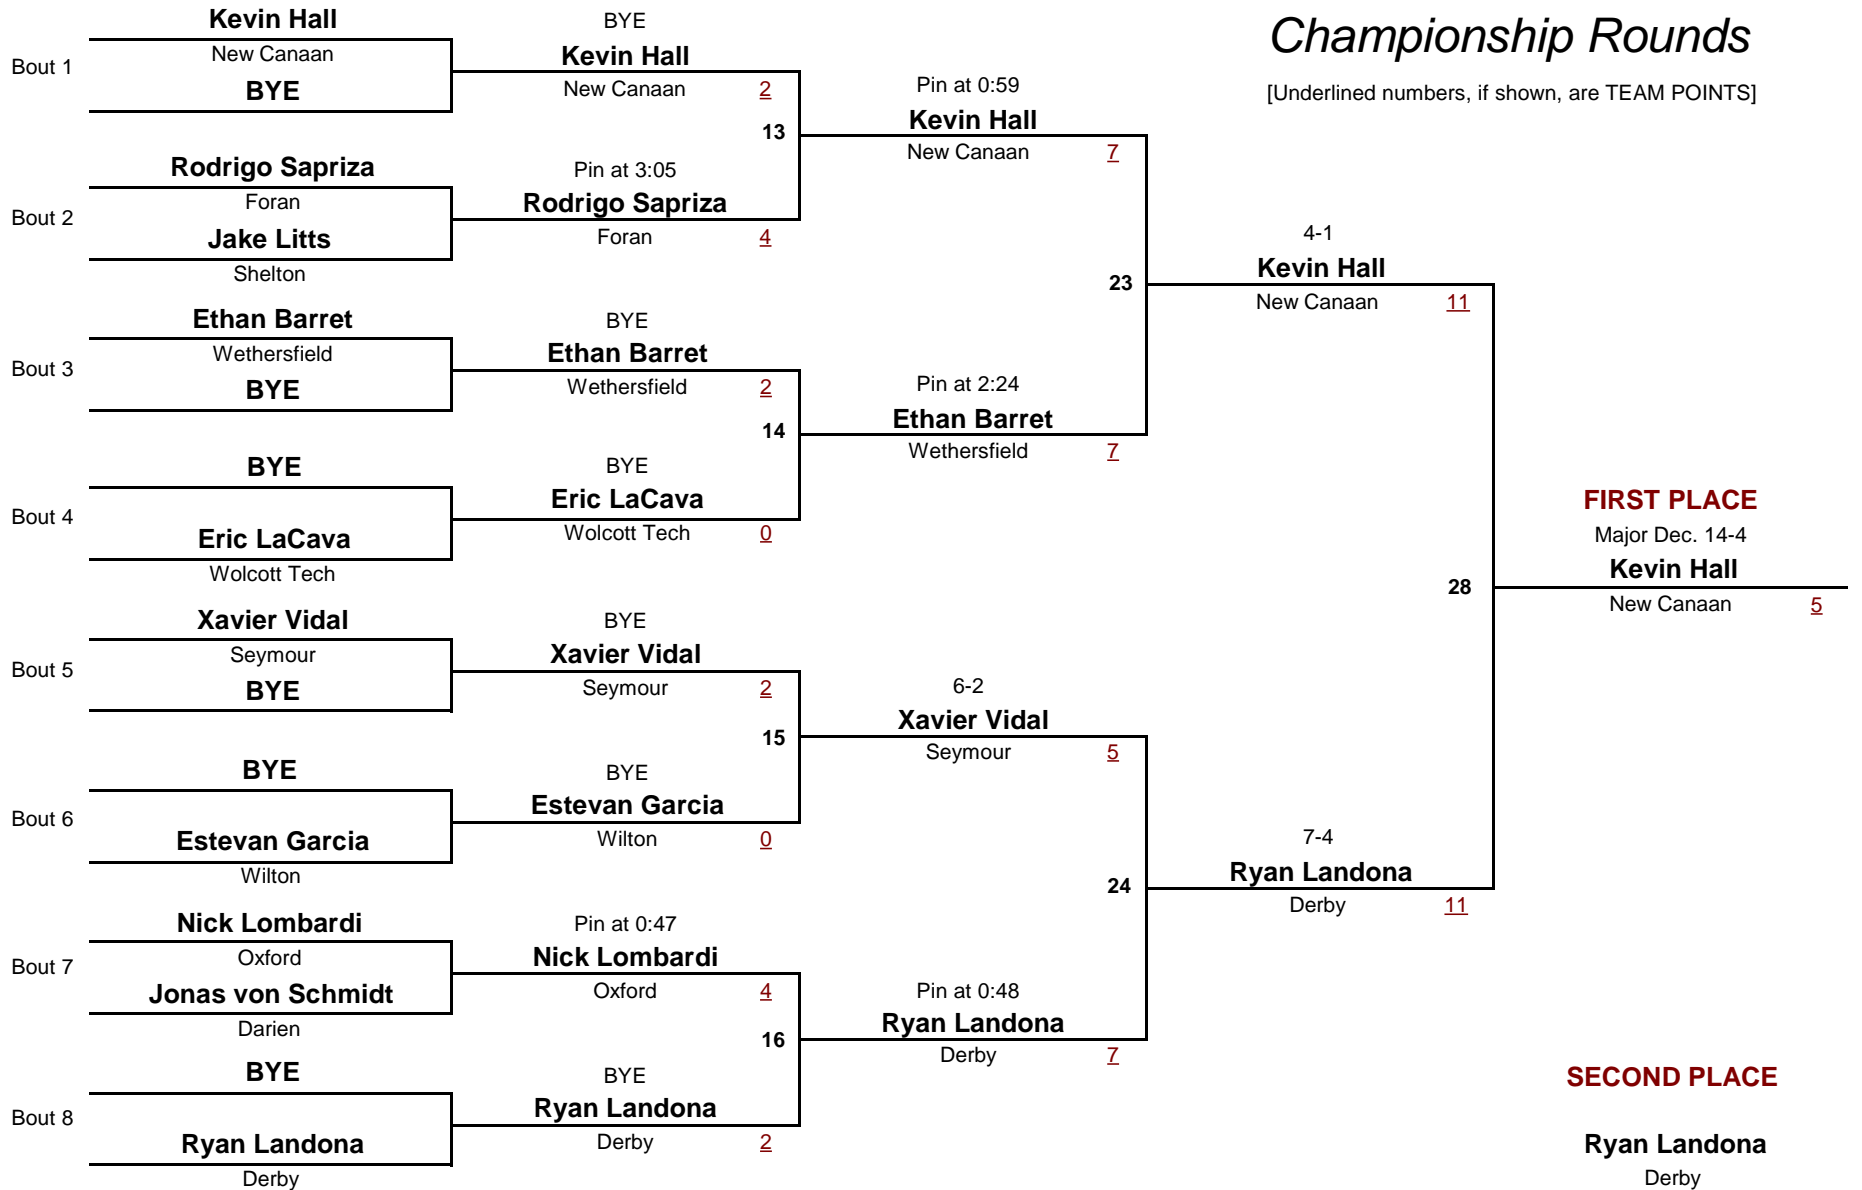 Championship Rounds
[Underlined numbers, if shown, are TEAM POINTS]
Bout 1
Kevin Hall
New Canaan
BYE
Bout 2
Rodrigo Sapriza
Foran
Jake Litts
Shelton
Bout 3
Ethan Barret
Wethersfield
BYE
Bout 4
BYE
Eric LaCava
Wolcott Tech
Bout 5
Xavier Vidal
Seymour
BYE
Bout 6
BYE
Estevan Garcia
Wilton
Bout 7
Nick Lombardi
Oxford
Jonas von Schmidt
Darien
Bout 8
BYE
Ryan Landona
Derby
BYE
Kevin Hall
New Canaan 2
13
Pin at 3:05
Rodrigo Sapriza
Foran 4
BYE
Ethan Barret
Wethersfield 2
14
BYE
Eric LaCava
Wolcott Tech 0
BYE
Xavier Vidal
Seymour 2
15
BYE
Estevan Garcia
Wilton 0
Pin at 0:47
Nick Lombardi
Oxford 4
16
BYE
Ryan Landona
Derby 2
Pin at 0:59
Kevin Hall
New Canaan 7
23
Pin at 2:24
Ethan Barret
Wethersfield 7
6-2
Xavier Vidal
Seymour 5
24
Pin at 0:48
Ryan Landona
Derby 7
4-1
Kevin Hall
New Canaan 11
28
7-4
Ryan Landona
Derby 11
FIRST PLACE
Major Dec. 14-4
Kevin Hall
New Canaan 5
SECOND PLACE
Ryan Landona
Derby